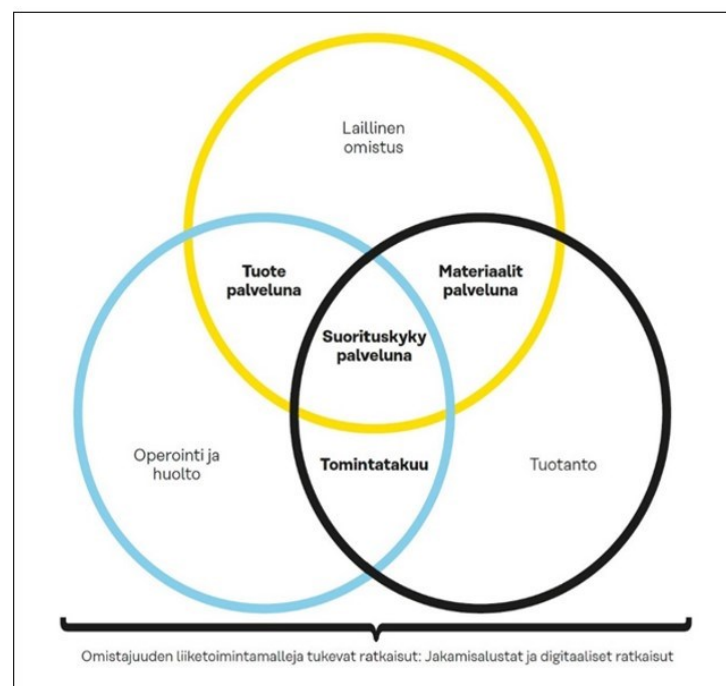 Laillinen
omistus
Tuote
palveluna
Materiaalit
palveluna
Suorituskyky
palveluna
Operointi ja
huolto
Tomintatakuu
Tuotanto
Omistajuuden liiketoimintamalleja tukevat ratkaisut: Jakamisalustat ja digitaaliset ratkaisut